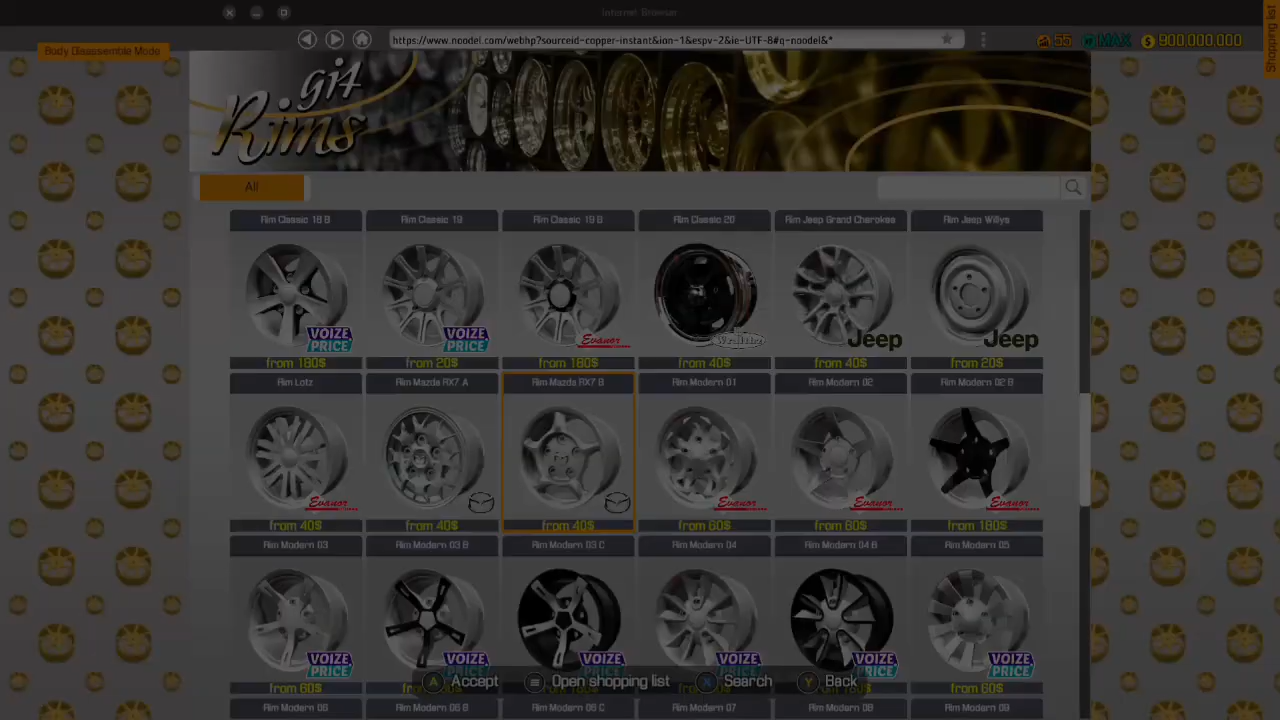 Internet Browser
https://www.noodel.com/webhp?sourceid-copper-instant&ion-1&espv-2&ie-UTF-8#q-noodel&*
Body Disassemble Mode
55 MAX $ 900,000,000
Shopping list
git
Rims
All
Rim Classic 18 B
Rim Classic 19
Rim Classic 19 B
Rim Classic 20
Rim Jeep Grand Cherokee
Rim Jeep Willys
VOIZE PRICE
VOIZE PRICE
Evanor
Jeep
Jeep
from 180$
from 20$
from 180$
from 40$
from 40$
from 20$
Rim Lotz
Rim Mazda RX7 A
Rim Mazda RX7 B
Rim Modern 01
Rim Modern 02
Rim Modern 02 B
Evanor
Evanor
Evanor
Evanor
from 40$
from 40$
from 40$
from 60$
from 60$
from 180$
Rim Modern 03
Rim Modern 03 B
Rim Modern 03 C
Rim Modern 04
Rim Modern 04 B
Rim Modern 05
VOIZE PRICE
VOIZE PRICE
VOIZE PRICE
VOIZE PRICE
VOIZE PRICE
VOIZE PRICE
from 60$
from 60$
A Accept
Open shopping list
X Search
Y Back
Rim Modern 06
Rim Modern 06 B
Rim Modern 06 C
Rim Modern 07
Rim Modern 08
Rim Modern 09